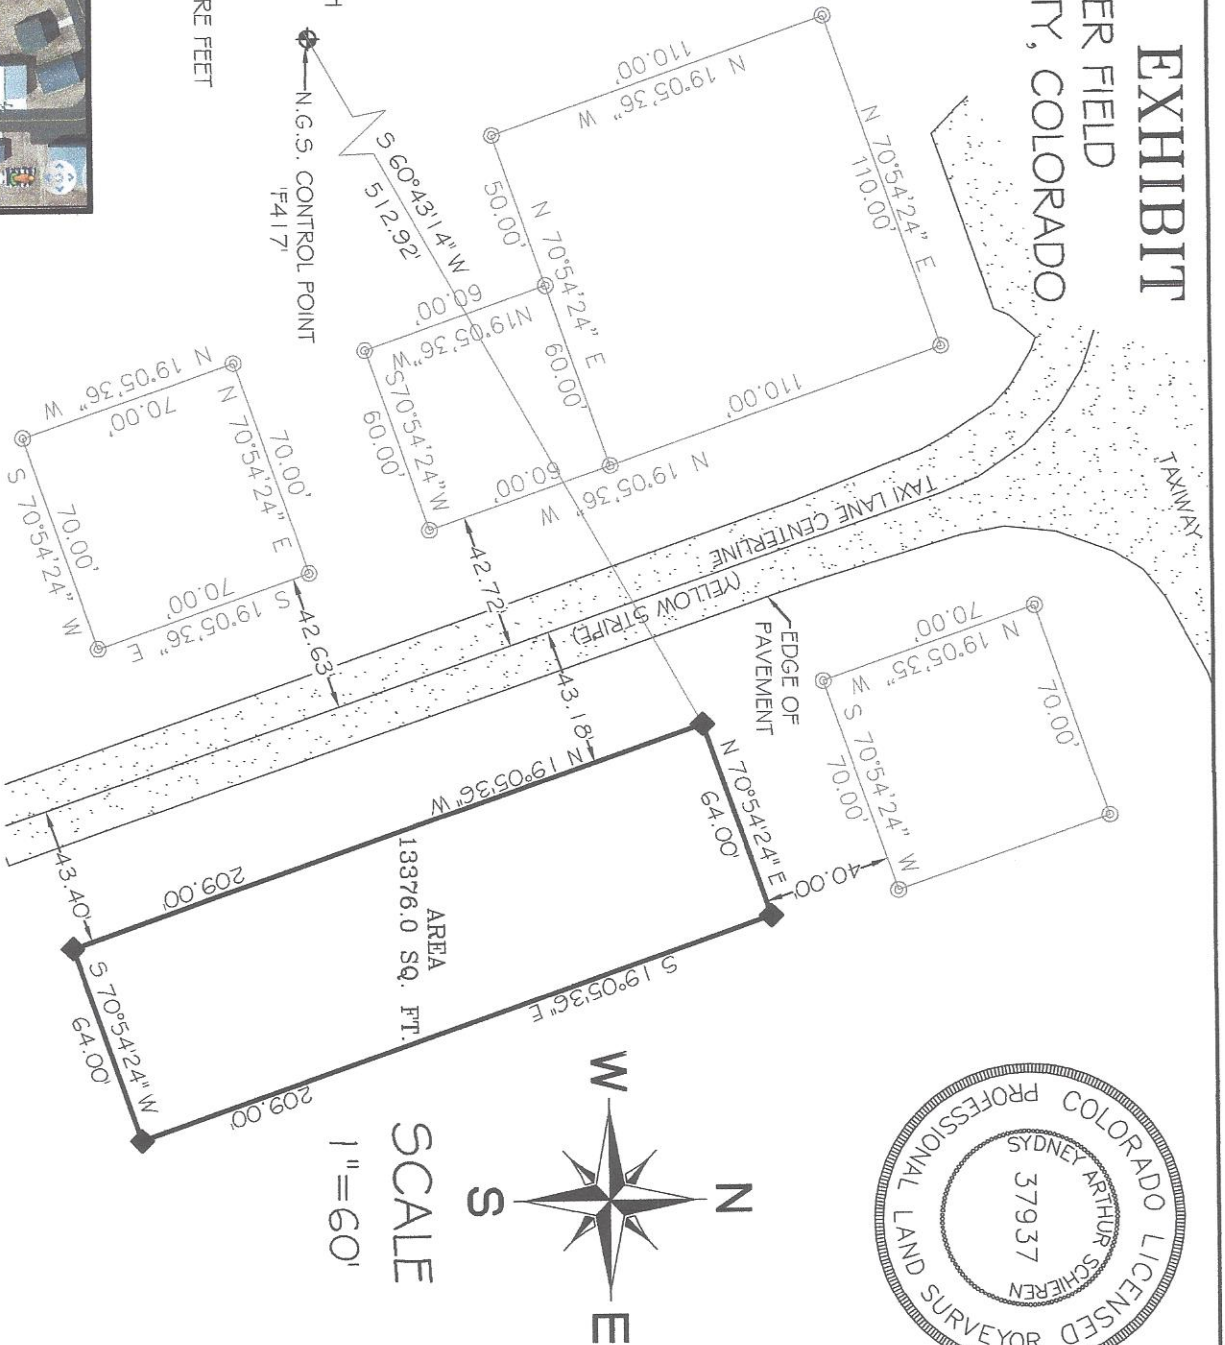 EXHIBIT
ER FIELD
TY, COLORADO
RE FEET
H
N.G.S. CONTROL POINT
'F417'
S 60°43'14" W
512.92'
N 19°05'36" W
110.00'
N 70°54'24" E
110.00'
N 70°54'24" E
50.00'
60.00'
110.00'
N 19°05'36" W
60.00'
N19°05'36"W
60.00'
S70°54'24"W
60.00'
N 19°05'36" W
70.00'
70.00'
N 70°54'24" E
S 19°05'36" E
70.00'
70.00'
S 70°54'24" W
42.72'
42.63'
43.18'
43.40'
TAXIWAY
TAXI LANE CENTERLINE
(YELLOW STRIPE)
EDGE OF
PAVEMENT
N 19°05'35" W
70.00'
70.00'
S 70°54'24" W
70.00'
40.00'
N 70°54'24" E
64.00'
N 19°05'36" W
209.00'
AREA
13376.0 SQ. FT.
S 19°05'36" E
209.00'
S 70°54'24" W
64.00'
N
W
E
S
SCALE
1"=60'
COLORADO LICENSED
PROFESSIONAL LAND SURVEYOR
SYDNEY ARTHUR SCHIEREN
37937